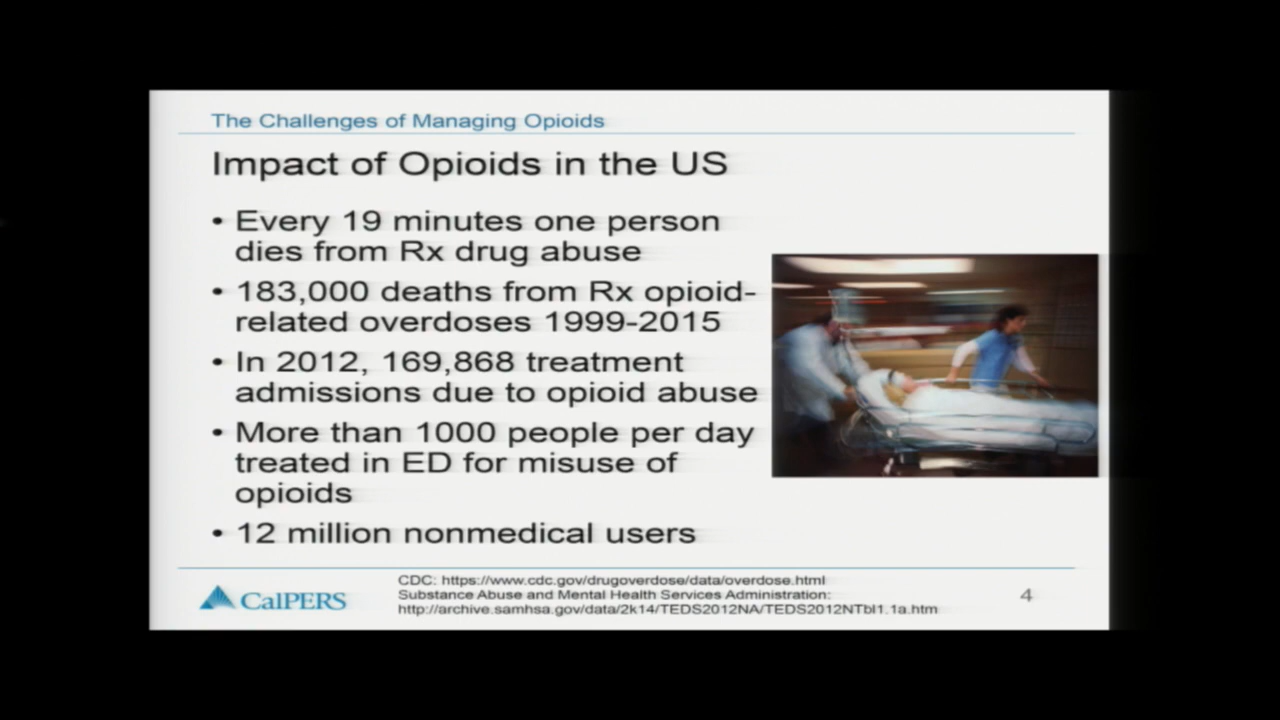 The Challenges of Managing Opioids
Impact of Opioids in the US
• Every 19 minutes one person
dies from Rx drug abuse
• 183,000 deaths from Rx opioid-
related overdoses 1999-2015
• In 2012, 169,868 treatment
admissions due to opioid abuse
• More than 1000 people per day
treated in ED for misuse of
opioids
• 12 million nonmedical users
CalPERS
CDC: https://www.cdc.gov/drugoverdose/data/overdose.html
Substance Abuse and Mental Health Services Administration:
http://archive.samhsa.gov/data/2k14/TEDS2012NA/TEDS2012NTbl1.1a.htm
4